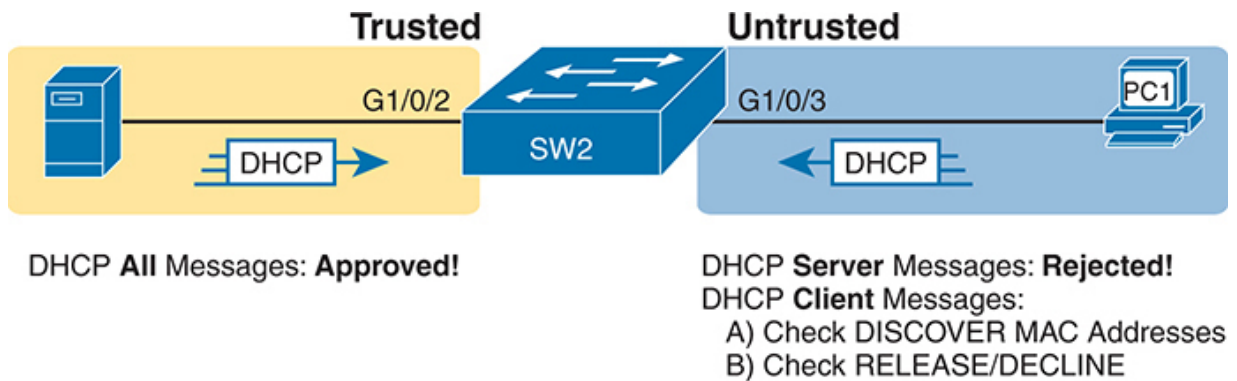 Trusted
Untrusted
G1/0/2
G1/0/3
PC1
SW2
DHCP
DHCP
DHCP All Messages: Approved!
DHCP Server Messages: Rejected!
DHCP Client Messages:
A) Check DISCOVER MAC Addresses
B) Check RELEASE/DECLINE